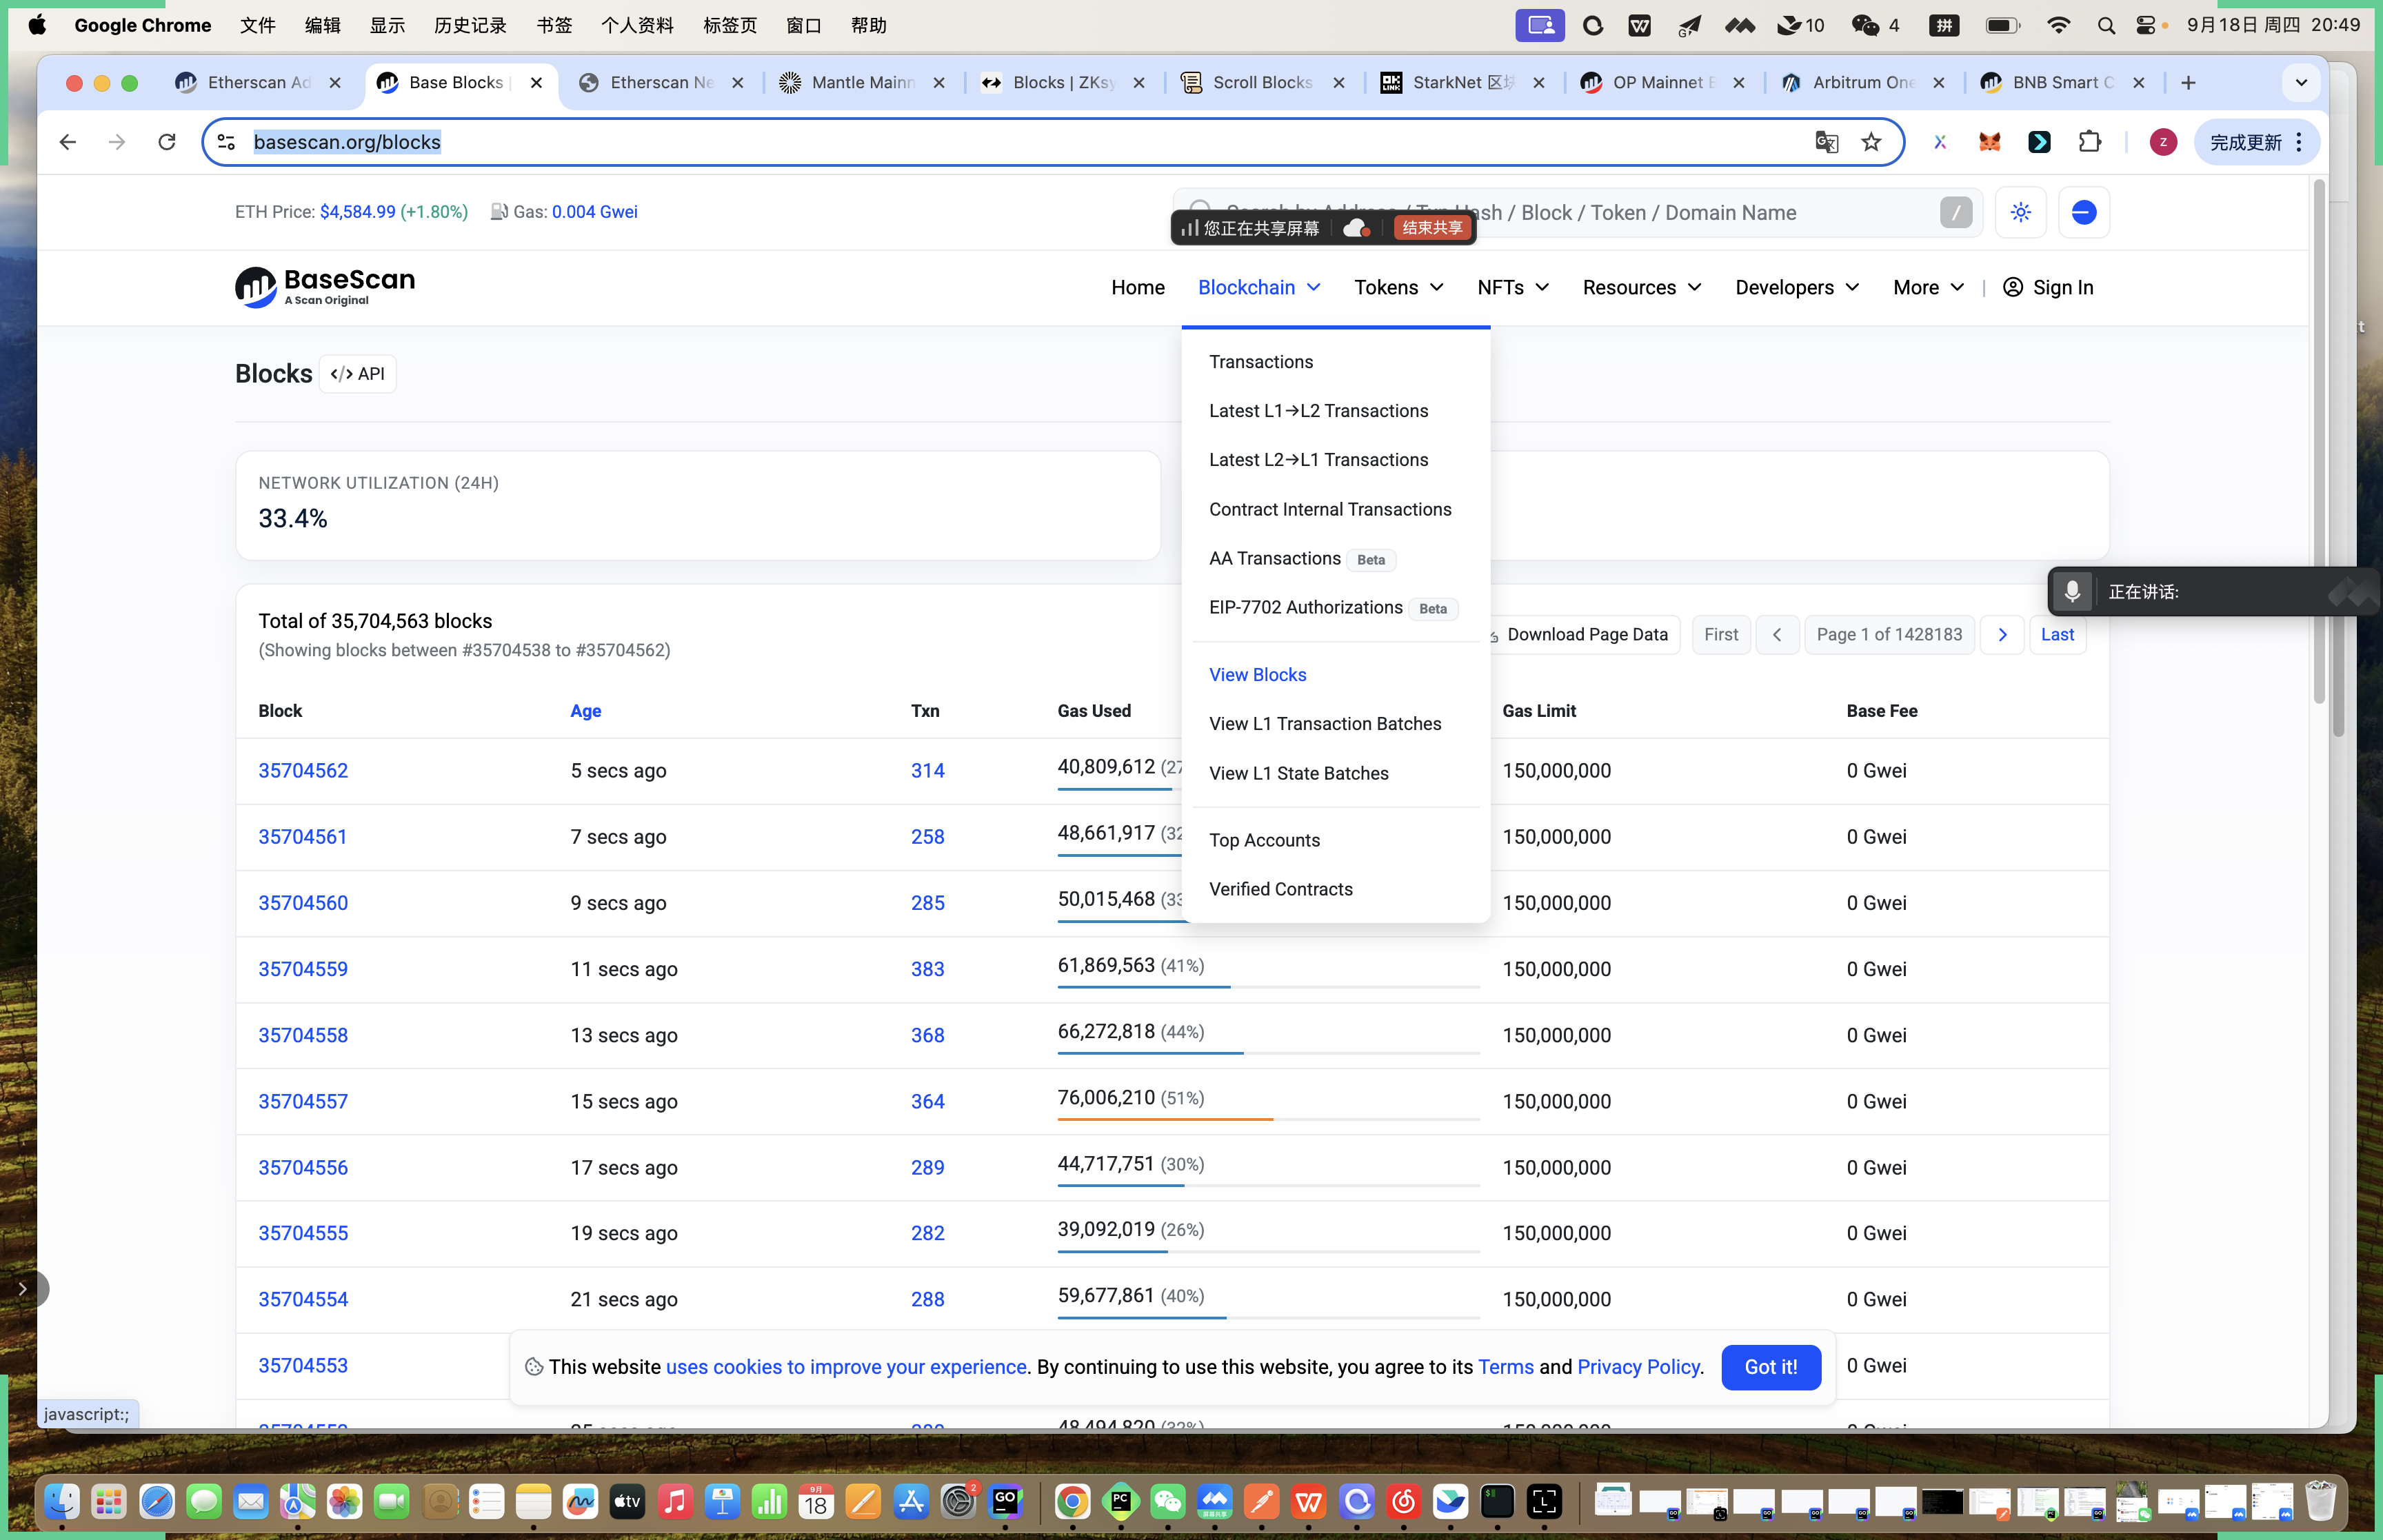 Google Chrome 文件 编辑 显示 历史记录 书签 个人资料 标签页 窗口 帮助 10 4 拼 9月18日 周四 20:49
Etherscan Ad Base Blocks | Etherscan Ne Mantle Mainn Blocks | ZKsy Scroll Blocks StarkNet 区块 OP Mainnet B Arbitrum One BNB Smart C
basescan.org/blocks z 完成更新
ETH Price: $4,584.99 (+1.80%) Gas: 0.004 Gwei
Search by Address / Txn Hash / Block / Token / Domain Name /
您正在共享屏幕 结束共享
BaseScan
A Scan Original
Home Blockchain Tokens NFTs Resources Developers More | Sign In
Blocks </> API
Transactions
Latest L1→L2 Transactions
Latest L2→L1 Transactions
Contract Internal Transactions
AA Transactions Beta
EIP-7702 Authorizations Beta
View Blocks
View L1 Transaction Batches
View L1 State Batches
Top Accounts
Verified Contracts
NETWORK UTILIZATION (24H)
33.4%
正在讲话:
Total of 35,704,563 blocks
(Showing blocks between #35704538 to #35704562)
Download Page Data First Page 1 of 1428183 Last
Block Age Txn Gas Used Gas Limit Base Fee
35704562 5 secs ago 314 40,809,612 (27 150,000,000 0 Gwei
35704561 7 secs ago 258 48,661,917 (32 150,000,000 0 Gwei
35704560 9 secs ago 285 50,015,468 (33 150,000,000 0 Gwei
35704559 11 secs ago 383 61,869,563 (41%) 150,000,000 0 Gwei
35704558 13 secs ago 368 66,272,818 (44%) 150,000,000 0 Gwei
35704557 15 secs ago 364 76,006,210 (51%) 150,000,000 0 Gwei
35704556 17 secs ago 289 44,717,751 (30%) 150,000,000 0 Gwei
35704555 19 secs ago 282 39,092,019 (26%) 150,000,000 0 Gwei
35704554 21 secs ago 288 59,677,861 (40%) 150,000,000 0 Gwei
35704553 0 Gwei
This website uses cookies to improve your experience. By continuing to use this website, you agree to its Terms and Privacy Policy. Got it!
javascript:;
48,494,820 (32%)
tv 9月 18 2 GO PC